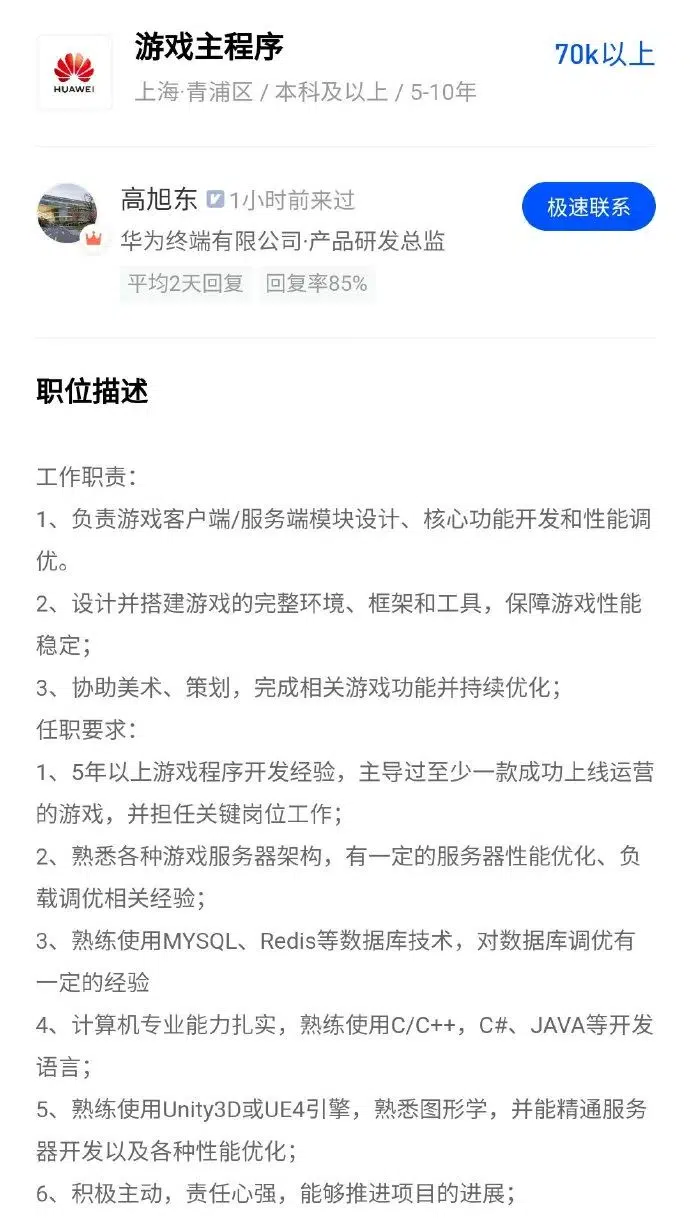 游戏主程序
70k以上
HUAWEI
上海·青浦区 / 本科及以上 / 5-10年
高旭东 1小时前来过
极速联系
华为终端有限公司·产品研发总监
平均2天回复 回复率85%
职位描述
工作职责：
1、负责游戏客户端/服务端模块设计、核心功能开发和性能调
优。
2、设计并搭建游戏的完整环境、框架和工具，保障游戏性能
稳定；
3、协助美术、策划，完成相关游戏功能并持续优化；
任职要求：
1、5年以上游戏程序开发经验，主导过至少一款成功上线运营
的游戏，并担任关键岗位工作；
2、熟悉各种游戏服务器架构，有一定的服务器性能优化、负
载调优相关经验；
3、熟练使用MYSQL、Redis等数据库技术，对数据库调优有
一定的经验
4、计算机专业能力扎实，熟练使用C/C++，C#、JAVA等开发
语言；
5、熟练使用Unity3D或UE4引擎，熟悉图形学，并能精通服务
器开发以及各种性能优化；
6、积极主动，责任心强，能够推进项目的进展；